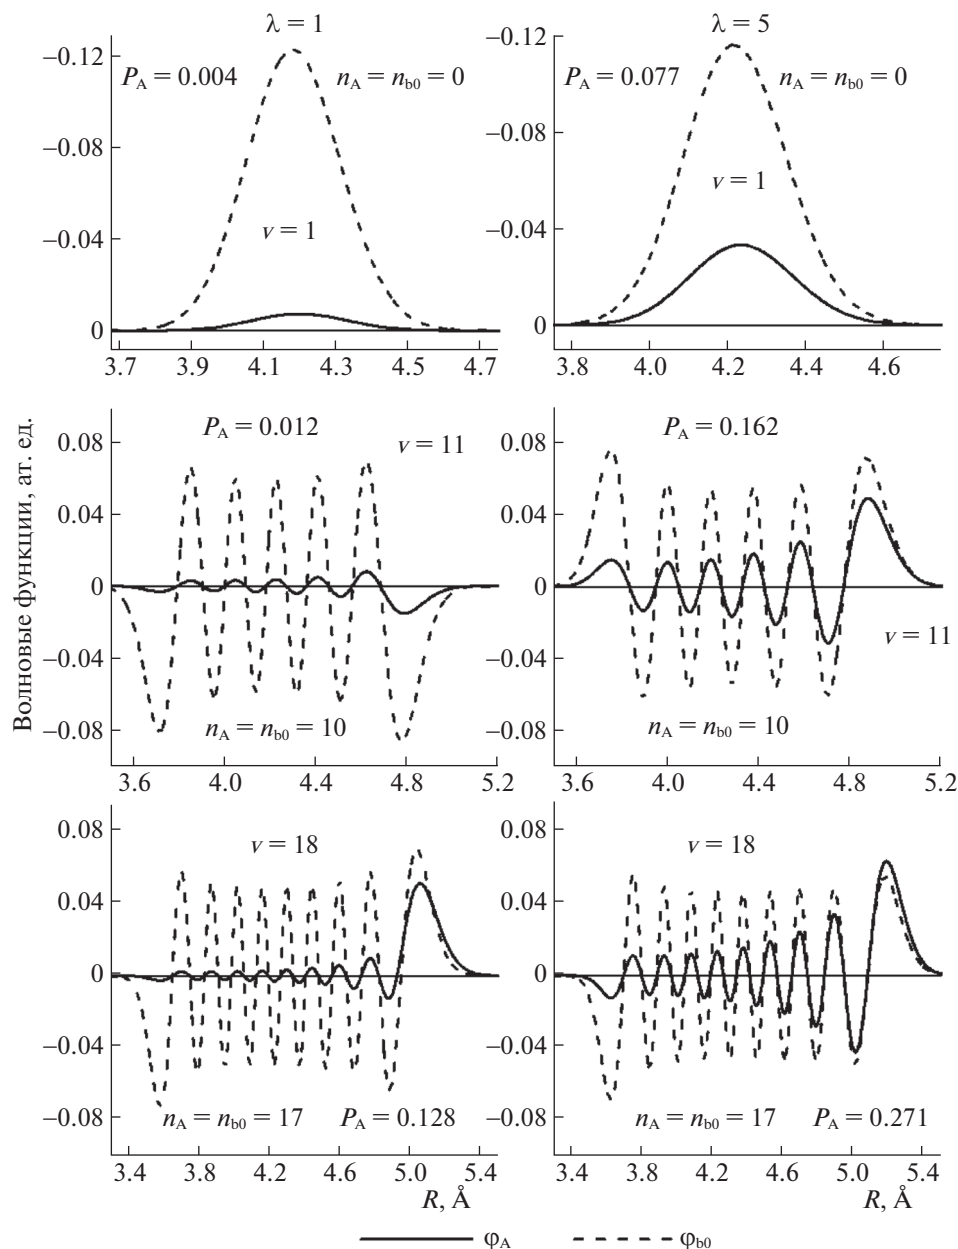 λ = 1
−0.12
P_A = 0.004
n_A = n_b0 = 0
−0.08
−0.04
v = 1
0
3.7 3.9 4.1 4.3 4.5 4.7
λ = 5
−0.12
P_A = 0.077
n_A = n_b0 = 0
−0.08
v = 1
−0.04
0
3.8 4.0 4.2 4.4 4.6
Волновые функции, ат. ед.
P_A = 0.012
0.08
v = 11
0.04
0
−0.04
−0.08
n_A = n_b0 = 10
3.6 4.0 4.4 4.8 5.2
P_A = 0.162
0.08
0.04
0
v = 11
−0.04
−0.08
n_A = n_b0 = 10
3.6 4.0 4.4 4.8 5.2
0.08
v = 18
0.04
0
−0.04
−0.08
n_A = n_b0 = 17
P_A = 0.128
3.4 3.8 4.2 4.6 5.0 5.4
R, Å
0.08
v = 18
0.04
0
−0.04
−0.08
n_A = n_b0 = 17
P_A = 0.271
3.4 3.8 4.2 4.6 5.0 5.4
R, Å
φ_A
φ_b0